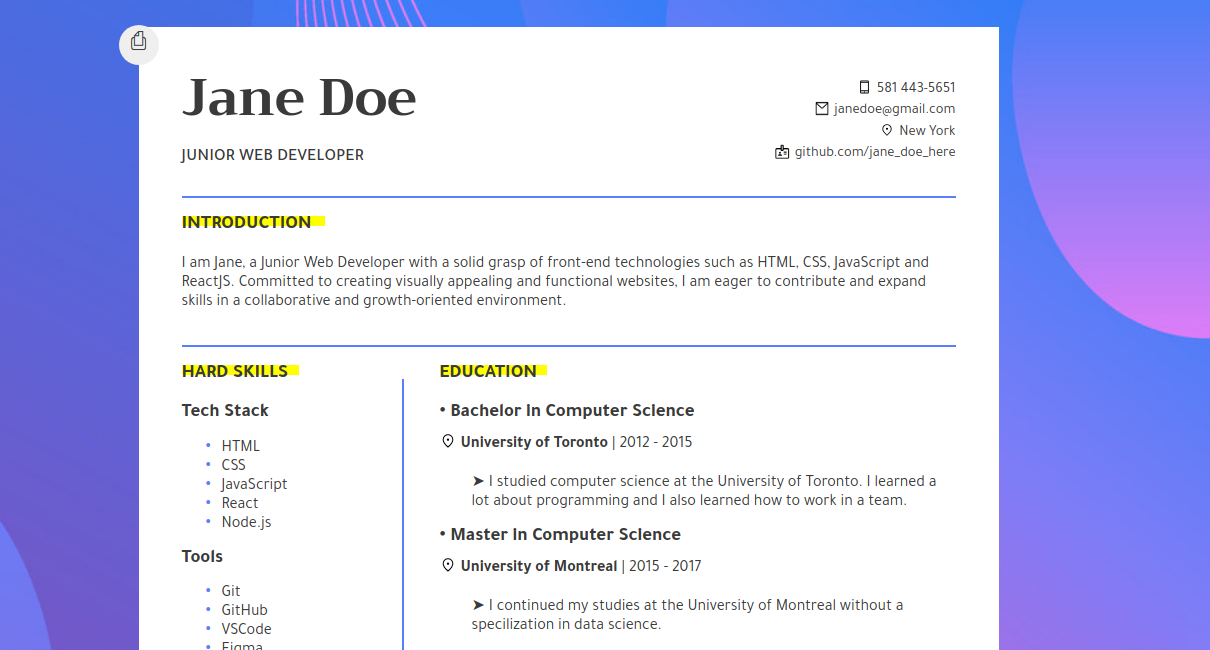 Jane Doe
JUNIOR WEB DEVELOPER
581 443-5651
janedoe@gmail.com
New York
github.com/jane_doe_here
INTRODUCTION
I am Jane, a Junior Web Developer with a solid grasp of front-end technologies such as HTML, CSS, JavaScript and
ReactJS. Committed to creating visually appealing and functional websites, I am eager to contribute and expand
skills in a collaborative and growth-oriented environment.
HARD SKILLS
Tech Stack
• HTML
• CSS
• JavaScript
• React
• Node.js
Tools
• Git
• GitHub
• VSCode
• Figma
EDUCATION
• Bachelor In Computer Science
University of Toronto | 2012 - 2015
➤ I studied computer science at the University of Toronto. I learned a
lot about programming and I also learned how to work in a team.
• Master In Computer Science
University of Montreal | 2015 - 2017
➤ I continued my studies at the University of Montreal without a
specilization in data science.